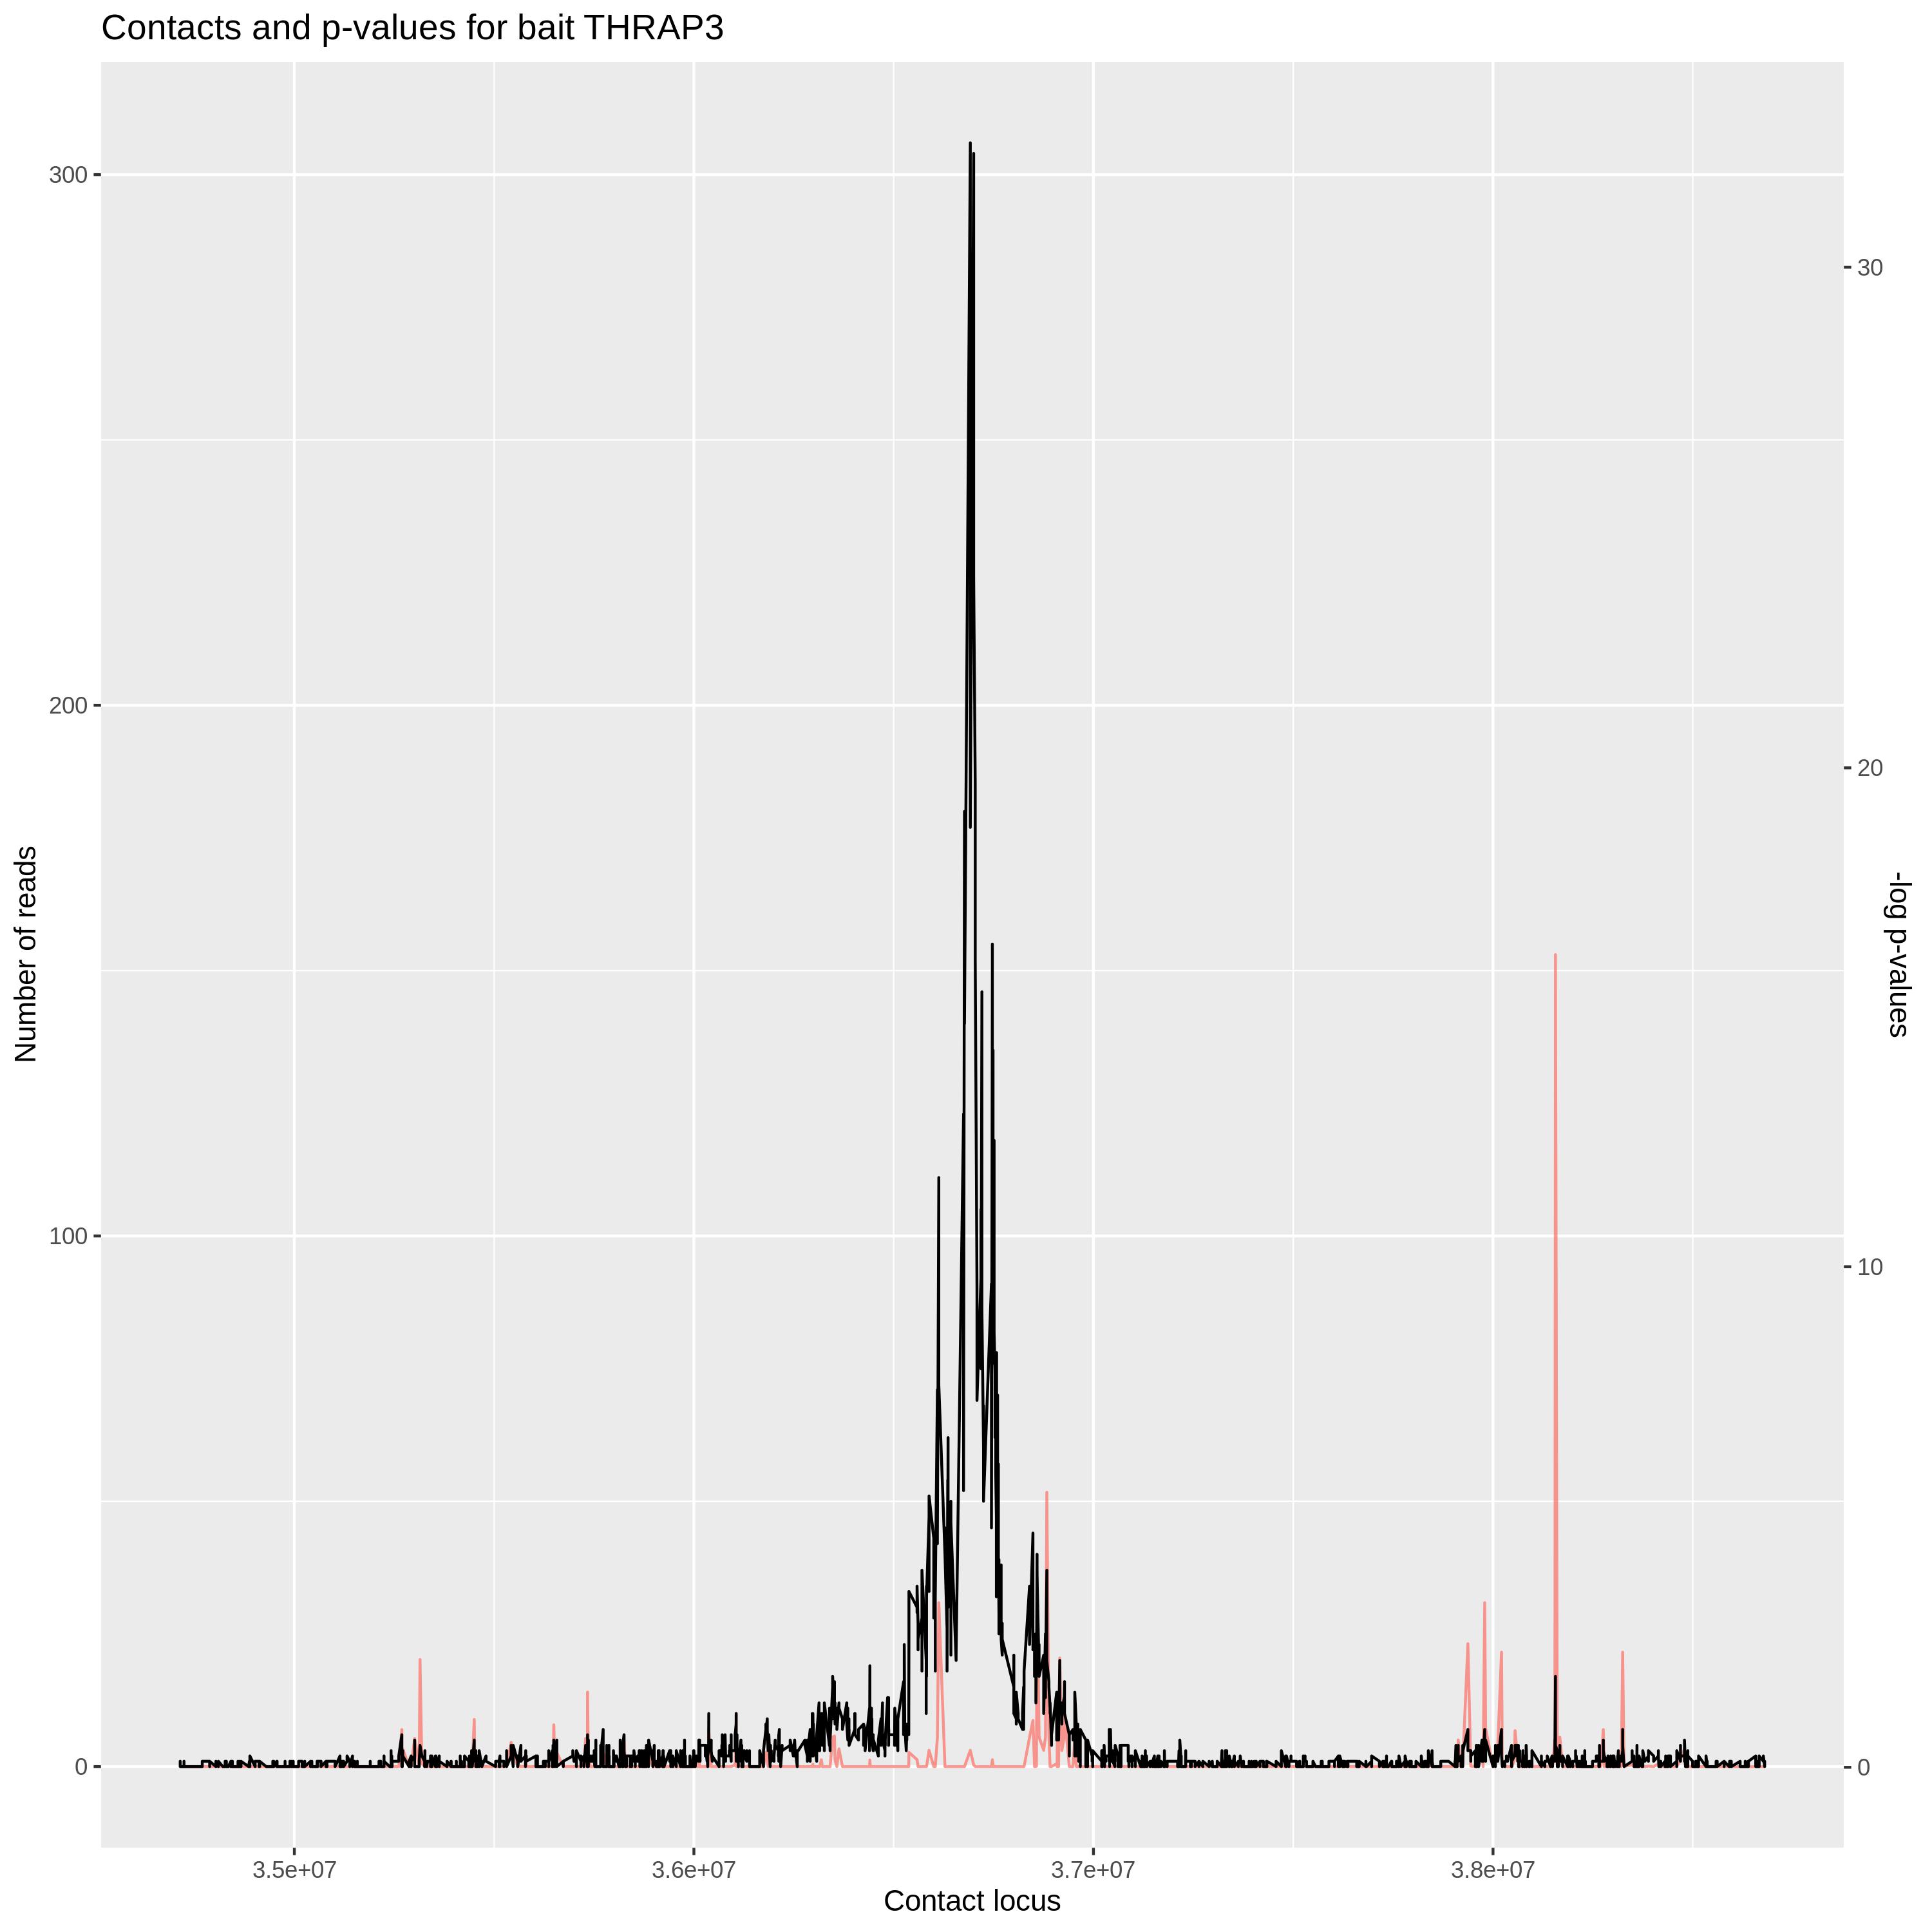 Contacts and p-values for bait THRAP3
300
200
100
0
Number of reads
30
20
10
0
-log p-values
3.5e+07
3.6e+07
3.7e+07
3.8e+07
Contact locus